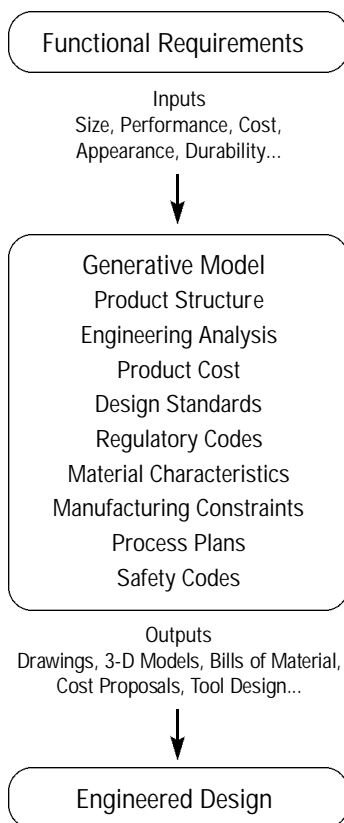 Functional Requirements
Inputs
Size, Performance, Cost,
Appearance, Durability...
Generative Model
Product Structure
Engineering Analysis
Product Cost
Design Standards
Regulatory Codes
Material Characteristics
Manufacturing Constraints
Process Plans
Safety Codes
Outputs
Drawings, 3-D Models, Bills of Material,
Cost Proposals, Tool Design...
Engineered Design